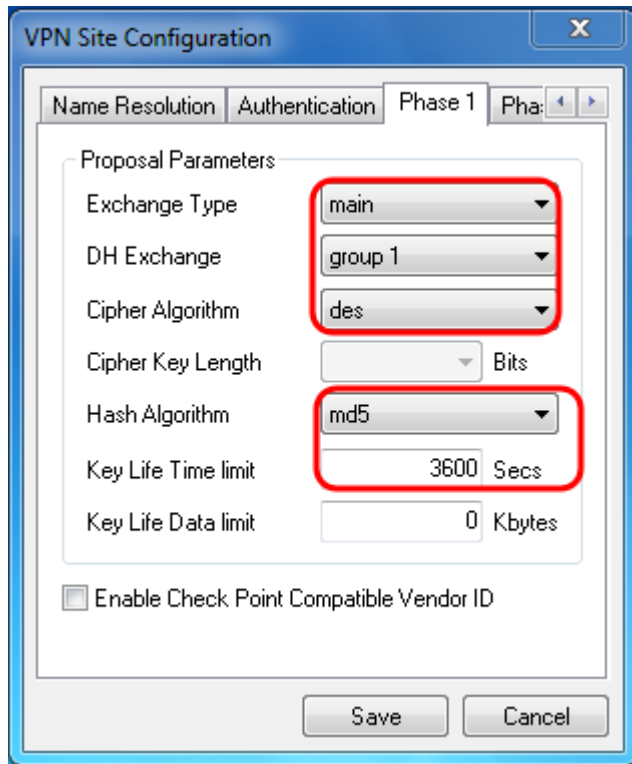 VPN Site Configuration
Name Resolution Authentication Phase 1
Proposal Parameters
Exchange Type main
DH Exchange group 1
Cipher Algorithm des
Cipher Key Length Bits
Hash Algorithm md5
Key Life Time limit 3600 Secs
Key Life Data limit 0 Kbytes
Enable Check Point Compatible Vendor ID
Save Cancel